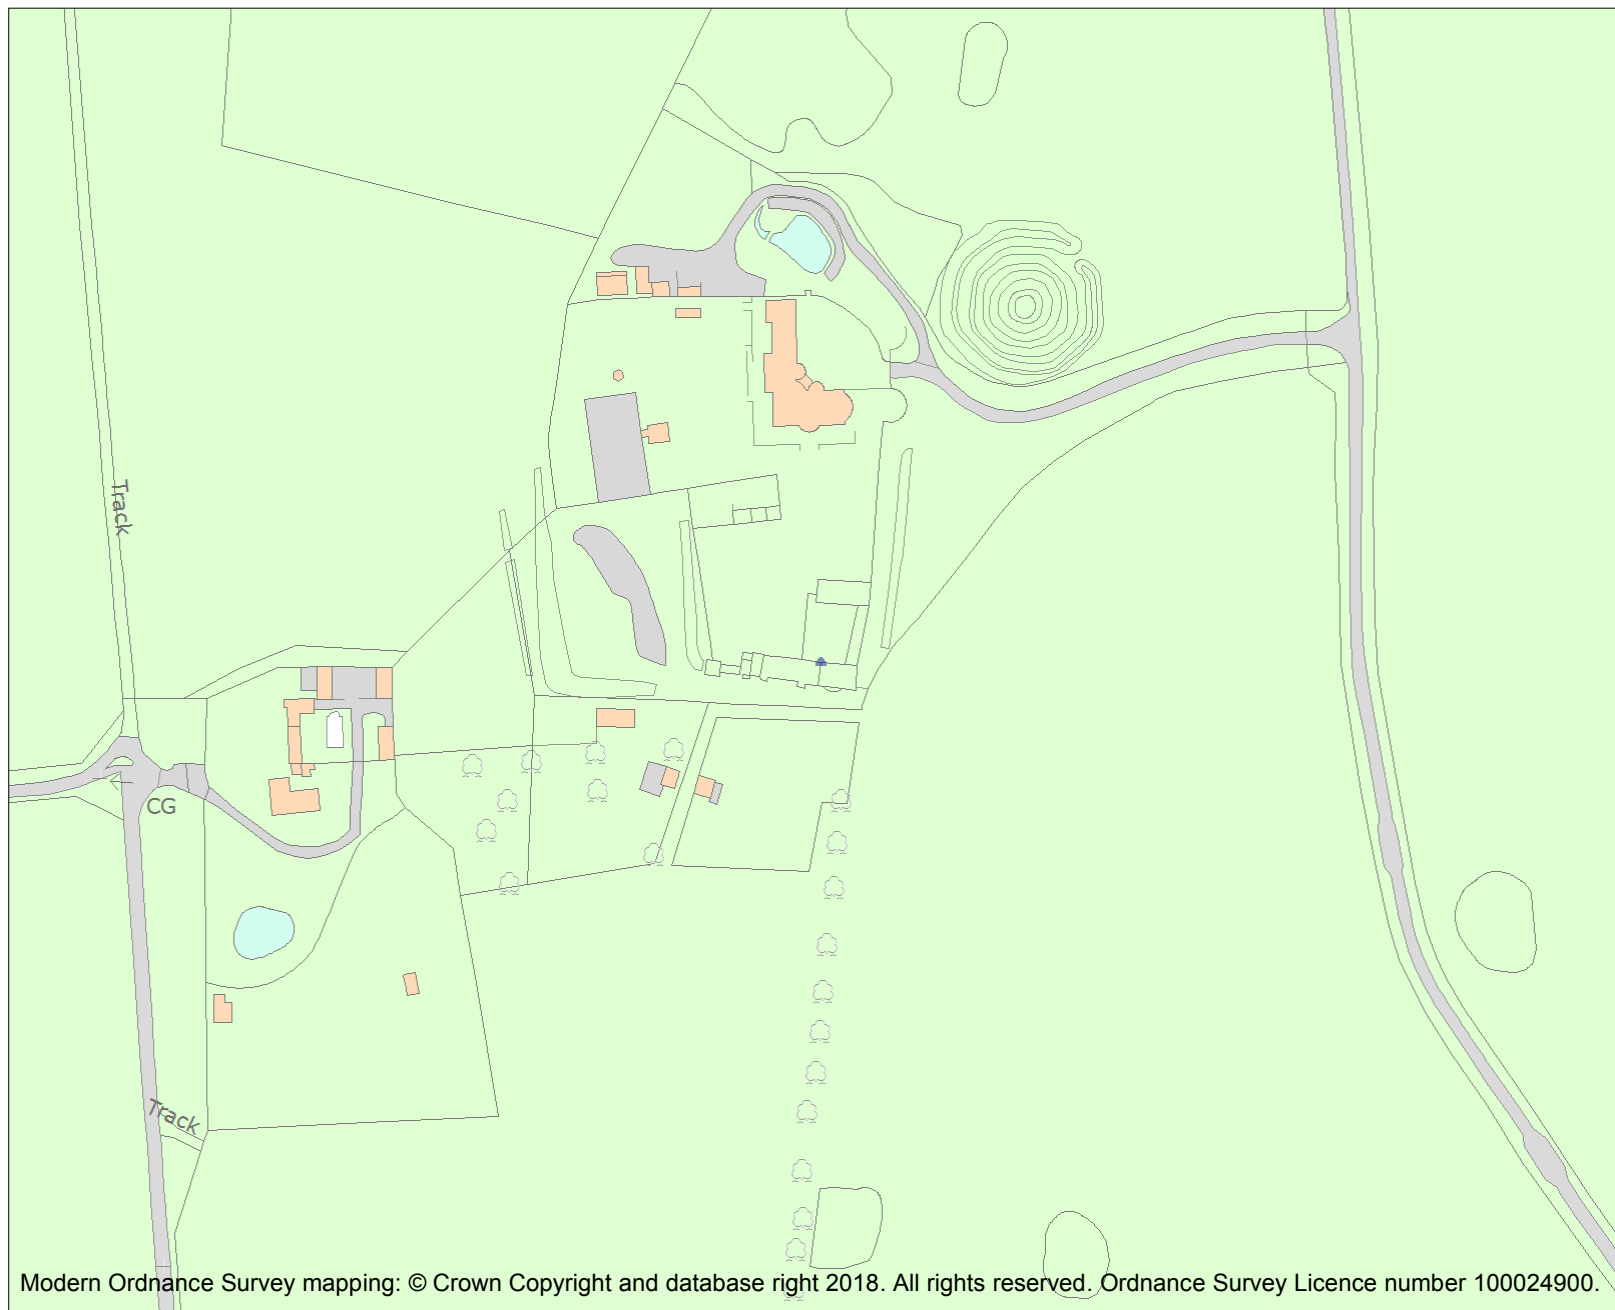 Track
CG
Track
Modern Ordnance Survey mapping: © Crown Copyright and database right 2018. All rights reserved. Ordnance Survey Licence number 100024900.